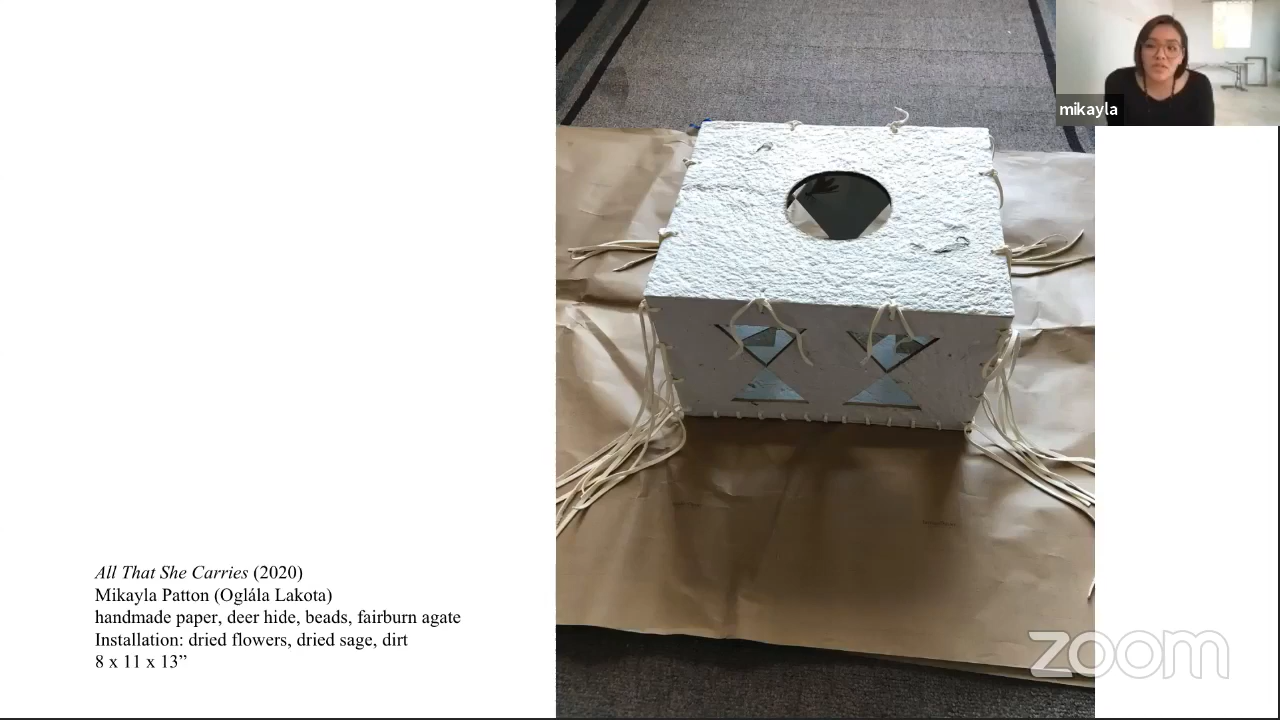 mikayla
All That She Carries (2020)
Mikayla Patton (Oglála Lakota)
handmade paper, deer hide, beads, fairburn agate
Installation: dried flowers, dried sage, dirt
8 x 11 x 13”
zoom